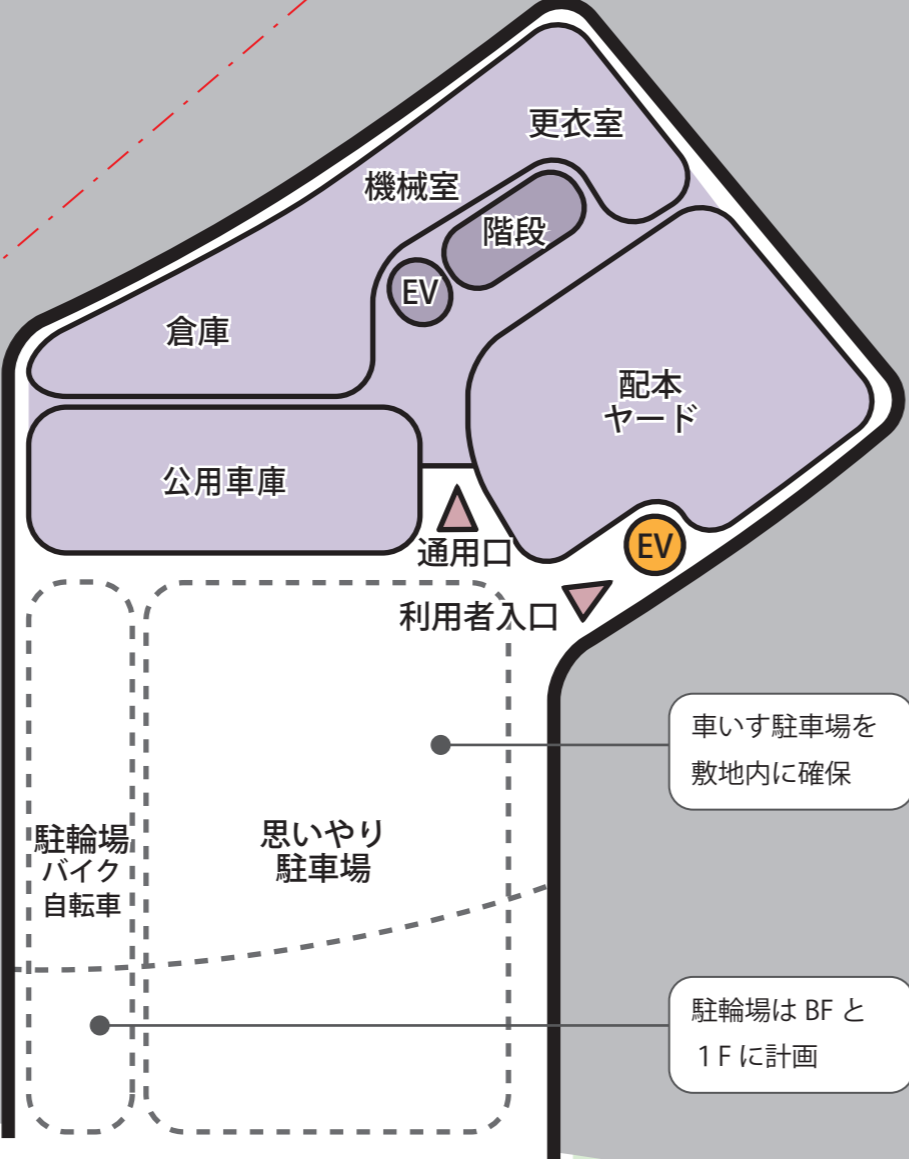 更衣室
機械室
階段
EV
倉庫
配本
ヤード
公用車庫
通用口
EV
利用者入口
車いす駐車場を
敷地内に確保
思いやり
駐車場
駐輪場
バイク
自転車
駐輪場は BF と
1 F に計画